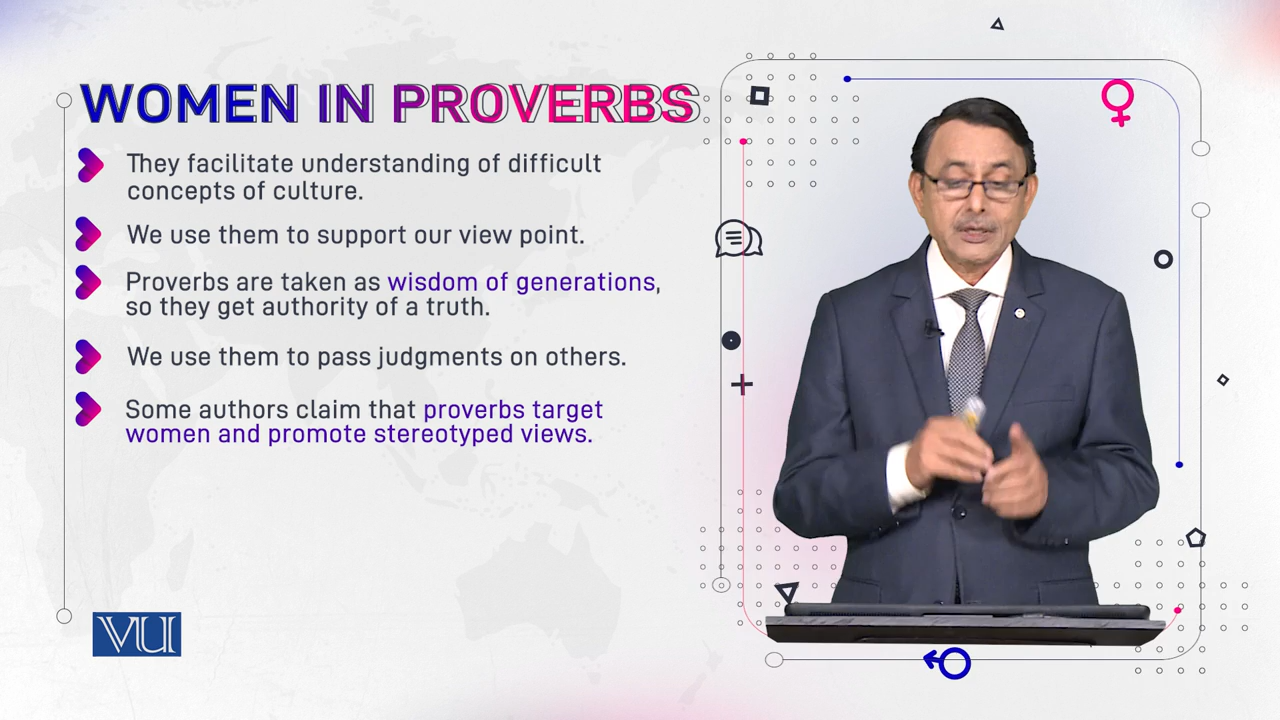 WOMEN IN PROVERBS
They facilitate understanding of difficult
concepts of culture.
We use them to support our view point.
Proverbs are taken as wisdom of generations,
so they get authority of a truth.
We use them to pass judgments on others.
Some authors claim that proverbs target
women and promote stereotyped views.
VU